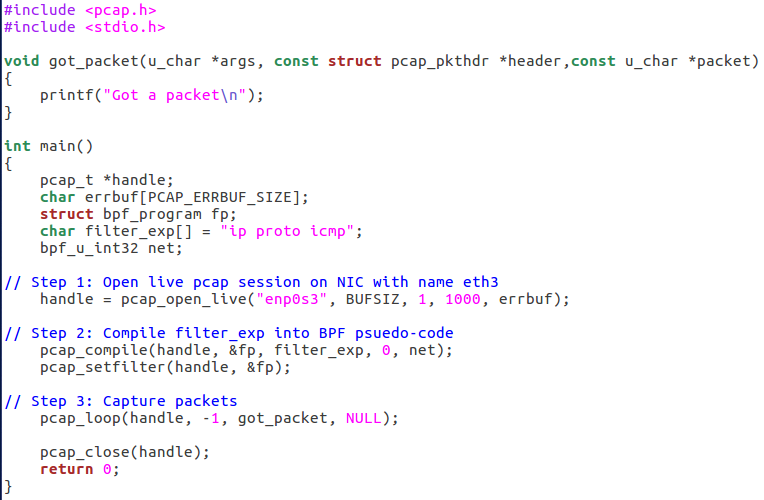 #include <pcap.h>
#include <stdio.h>

void got_packet(u_char *args, const struct pcap_pkthdr *header,const u_char *packet)
{
    printf("Got a packet\n");
}

int main()
{
    pcap_t *handle;
    char errbuf[PCAP_ERRBUF_SIZE];
    struct bpf_program fp;
    char filter_exp[] = "ip proto icmp";
    bpf_u_int32 net;

// Step 1: Open live pcap session on NIC with name eth3
    handle = pcap_open_live("enp0s3", BUFSIZ, 1, 1000, errbuf);

// Step 2: Compile filter_exp into BPF psuedo-code
    pcap_compile(handle, &fp, filter_exp, 0, net);
    pcap_setfilter(handle, &fp);

// Step 3: Capture packets
    pcap_loop(handle, -1, got_packet, NULL);

    pcap_close(handle);
    return 0;
}